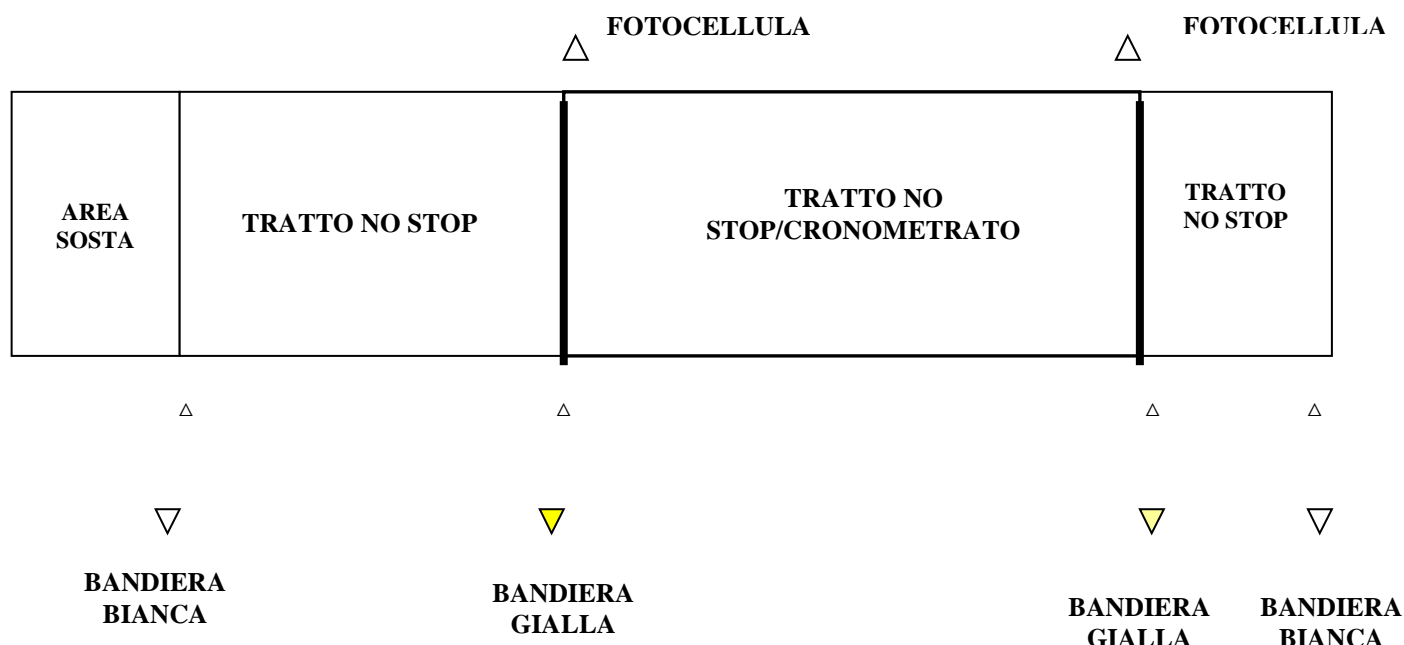 FOTOCELLULA
FOTOCELLULA
AREA
SOSTA
TRATTO NO STOP
TRATTO NO
STOP/CRONOMETRATO
TRATTO
NO STOP
BANDIERA
BIANCA
BANDIERA
GIALLA
BANDIERA
GIALLA
BANDIERA
BIANCA